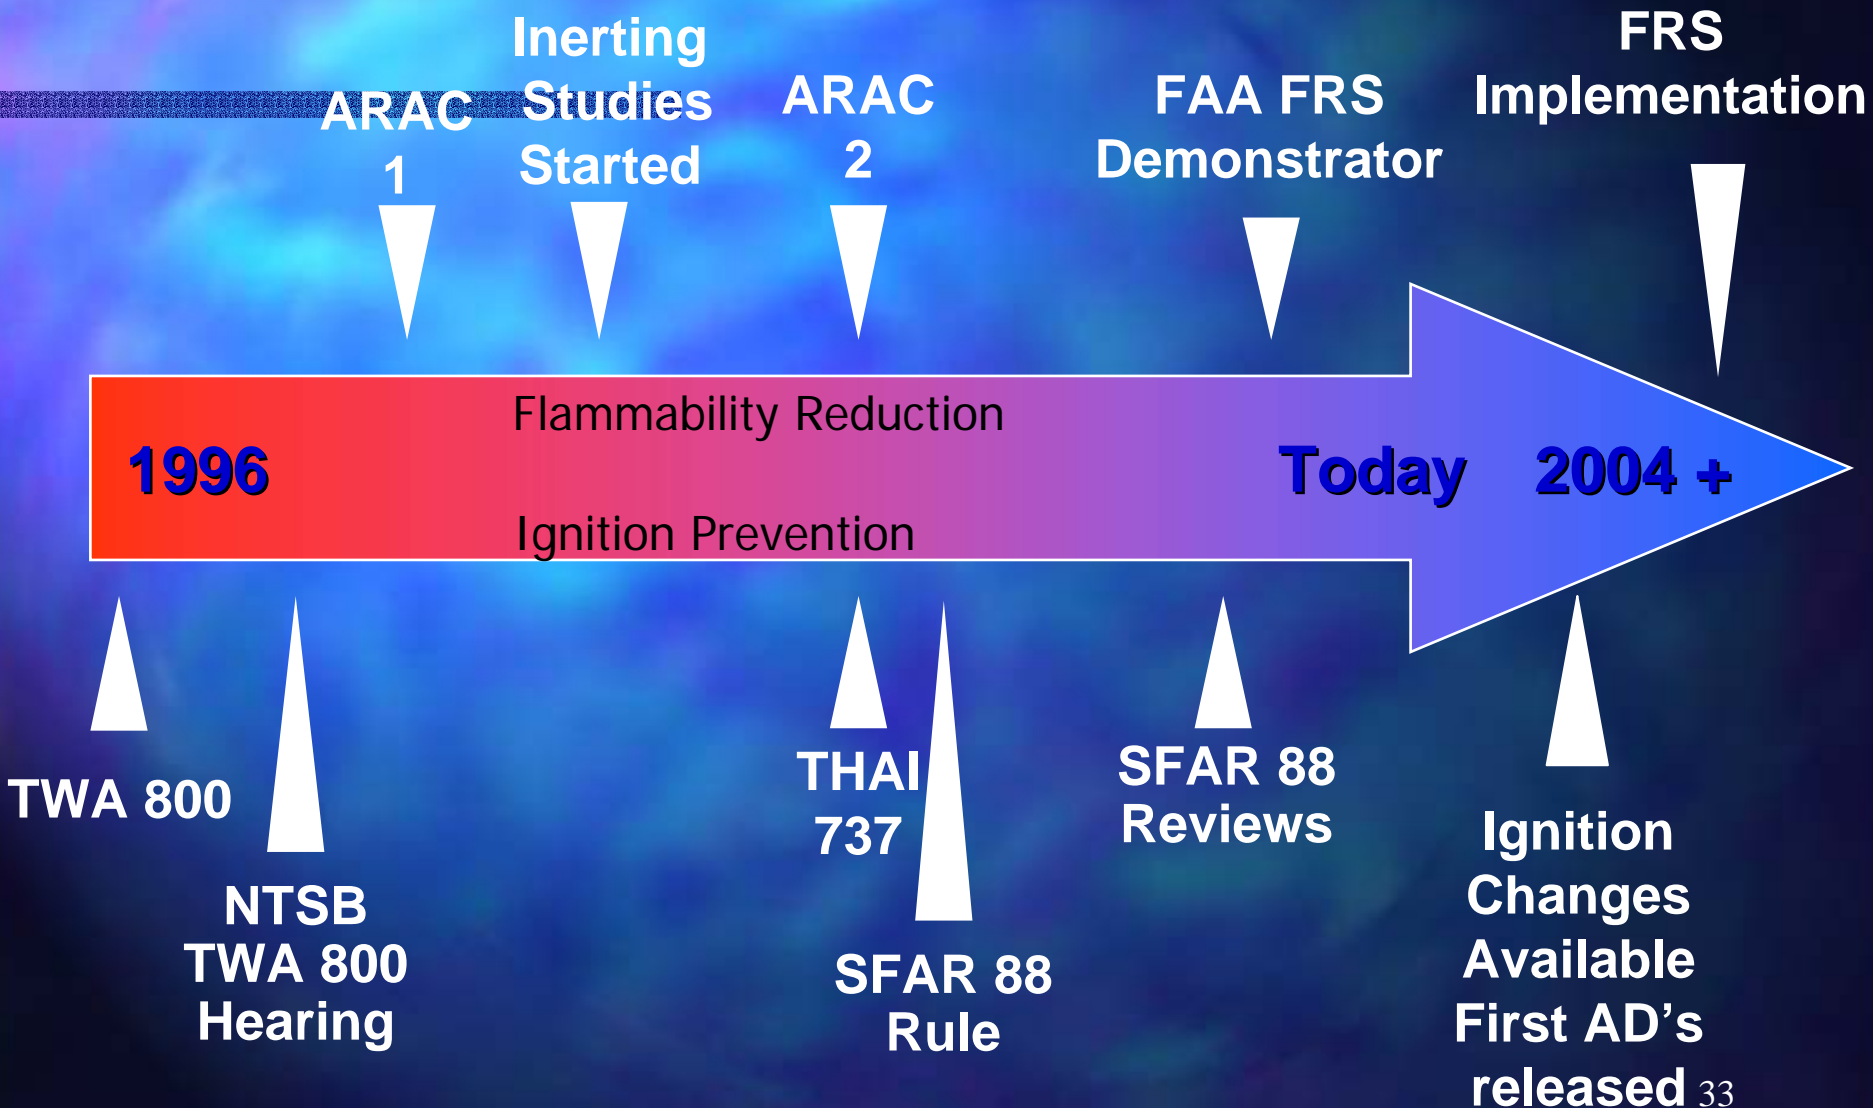 ARAC
1
Inerting
Studies
Started
ARAC
2
FAA FRS
Demonstrator
FRS
Implementation
Flammability Reduction
1996
Today
2004 +
Ignition Prevention
TWA 800
NTSB
TWA 800
Hearing
THAI
737
SFAR 88
Rule
SFAR 88
Reviews
Ignition
Changes
Available
First AD’s
released
33